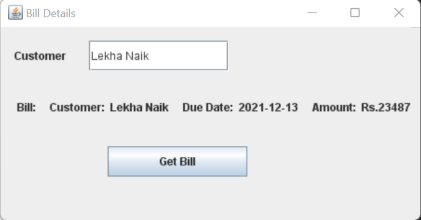 Bill Details
Customer Lekha Naik
Bill: Customer: Lekha Naik Due Date: 2021-12-13 Amount: Rs.23487
Get Bill